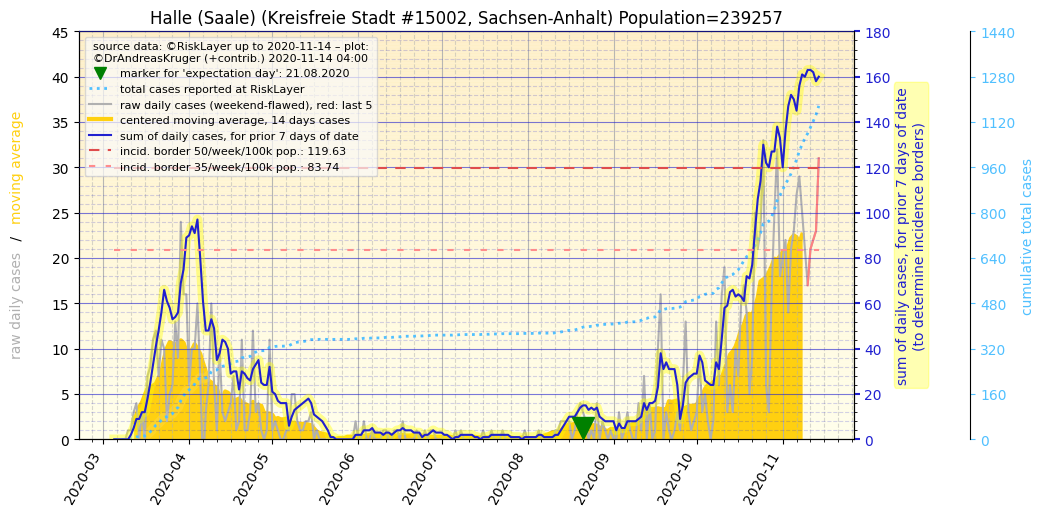 Halle (Saale) (Kreisfreie Stadt #15002, Sachsen-Anhalt) Population=239257
source data: ©RiskLayer up to 2020-11-14 – plot:
©DrAndreasKruger (+contrib.) 2020-11-14 04:00
marker for 'expectation day': 21.08.2020
total cases reported at RiskLayer
raw daily cases (weekend-flawed), red: last 5
centered moving average, 14 days cases
sum of daily cases, for prior 7 days of date
incid. border 50/week/100k pop.: 119.63
incid. border 35/week/100k pop.: 83.74
raw daily cases / moving average
45
40
35
30
25
20
15
10
5
0
2020-03
2020-04
2020-05
2020-06
2020-07
2020-08
2020-09
2020-10
2020-11
180
160
140
120
100
80
60
40
20
0
sum of daily cases, for prior 7 days of date
(to determine incidence borders)
1440
1280
1120
960
800
640
480
320
160
0
cumulative total cases